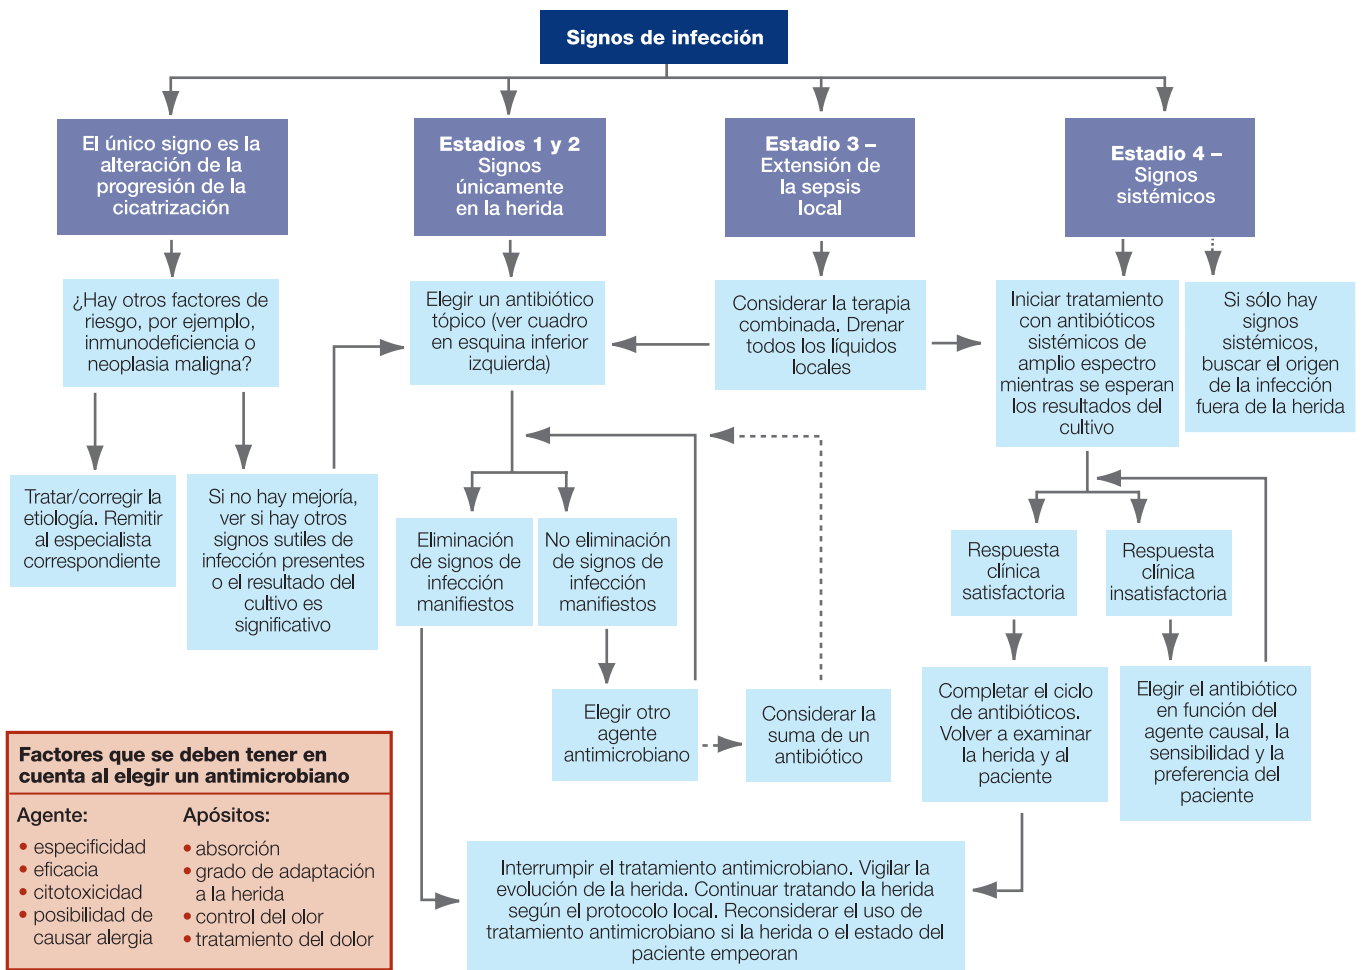 Signos de infección
El único signo es la
alteración de la
progresión de la
cicatrización
Estadios 1 y 2
Signos
únicamente
en la herida
Estadio 3 –
Extensión de
la sepsis
local
Estadio 4 –
Signos
sistémicos
¿Hay otros factores de
riesgo, por ejemplo,
inmunodeficiencia o
neoplasia maligna?
Elegir un antibiótico
tópico (ver cuadro
en esquina inferior
izquierda)
Considerar la terapia
combinada. Drenar
todos los líquidos
locales
Iniciar tratamiento
con antibióticos
sistémicos de
amplio espectro
mientras se esperan
los resultados del
cultivo
Si sólo hay
signos
sistémicos,
buscar el origen
de la infección
fuera de la herida
Tratar/corregir la
etiología. Remitir
al especialista
correspondiente
Si no hay mejoría,
ver si hay otros
signos sutiles de
infección presentes
o el resultado del
cultivo es
significativo
Eliminación
de signos de
infección
manifiestos
No eliminación
de signos de
infección
manifiestos
Respuesta
clínica
satisfactoria
Respuesta
clínica
insatisfactoria
Elegir otro
agente
antimicrobiano
Considerar la
suma de un
antibiótico
Completar el ciclo
de antibióticos.
Volver a examinar
la herida y al
paciente
Elegir el antibiótico
en función del
agente causal, la
sensibilidad y la
preferencia del
paciente
Factores que se deben tener en
cuenta al elegir un antimicrobiano
Agente:
• especificidad
• eficacia
• citotoxicidad
• posibilidad de
causar alergia
Apósitos:
• absorción
• grado de adaptación
a la herida
• control del olor
• tratamiento del dolor
Interrumpir el tratamiento antimicrobiano. Vigilar la
evolución de la herida. Continuar tratando la herida
según el protocolo local. Reconsiderar el uso de
tratamiento antimicrobiano si la herida o el estado del
paciente empeoran